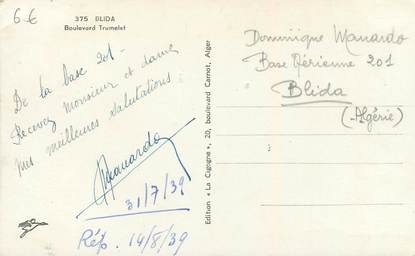 6€
375 BLIDA
Boulevard Trumelet
De la base 201 -
Recevez monsieur et dame
mes meilleures salutations
Manardo
31/7/39
Rép. 14/8/39
Edition "La Cigogne", 20, boulevard Carnot, Alger
Dominique Manardo
Base Aérienne 201
Blida
(-Algérie)